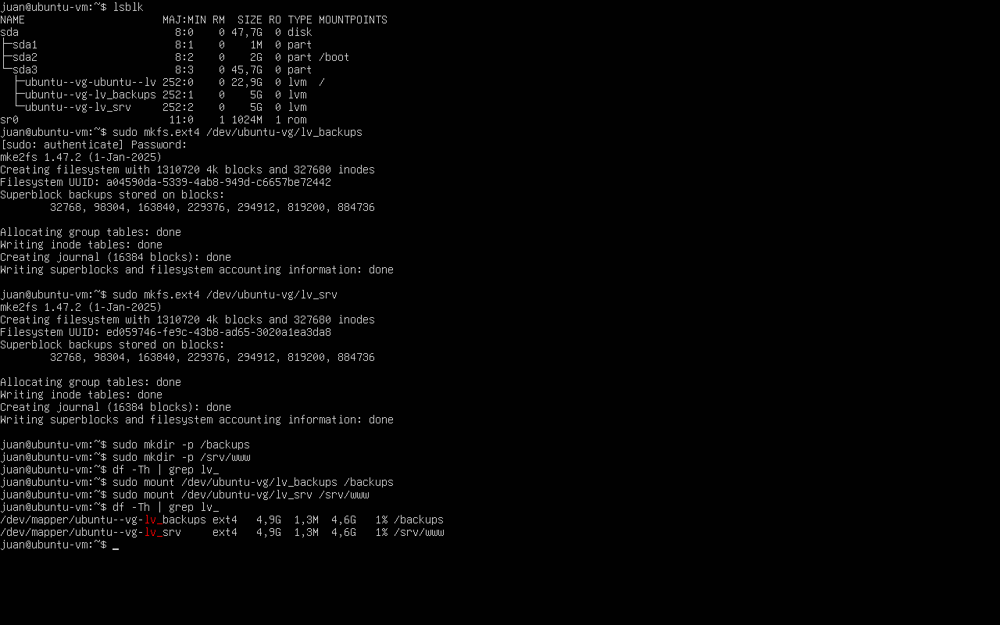 juan@ubuntu-vm:~$ lsblk
NAME                      MAJ:MIN RM  SIZE RO TYPE MOUNTPOINTS
sda                         8:0    0 47,7G  0 disk
├─sda1                      8:1    0    1M  0 part
├─sda2                      8:2    0    2G  0 part /boot
└─sda3                      8:3    0 45,7G  0 part
  ├─ubuntu--vg-ubuntu--lv 252:0    0 22,9G  0 lvm  /
  ├─ubuntu--vg-lv_backups 252:1    0    5G  0 lvm
  └─ubuntu--vg-lv_srv     252:2    0    5G  0 lvm
sr0                        11:0    1 1024M  1 rom
juan@ubuntu-vm:~$ sudo mkfs.ext4 /dev/ubuntu-vg/lv_backups
[sudo: authenticate] Password:
mke2fs 1.47.2 (1-Jan-2025)
Creating filesystem with 1310720 4k blocks and 327680 inodes
Filesystem UUID: a04590da-5339-4ab8-949d-c6657be72442
Superblock backups stored on blocks:
        32768, 98304, 163840, 229376, 294912, 819200, 884736

Allocating group tables: done
Writing inode tables: done
Creating journal (16384 blocks): done
Writing superblocks and filesystem accounting information: done

juan@ubuntu-vm:~$ sudo mkfs.ext4 /dev/ubuntu-vg/lv_srv
mke2fs 1.47.2 (1-Jan-2025)
Creating filesystem with 1310720 4k blocks and 327680 inodes
Filesystem UUID: ed059746-fe9c-43b8-ad65-3020a1ea3da8
Superblock backups stored on blocks:
        32768, 98304, 163840, 229376, 294912, 819200, 884736

Allocating group tables: done
Writing inode tables: done
Creating journal (16384 blocks): done
Writing superblocks and filesystem accounting information: done

juan@ubuntu-vm:~$ sudo mkdir -p /backups
juan@ubuntu-vm:~$ sudo mkdir -p /srv/www
juan@ubuntu-vm:~$ df -Th | grep lv_
juan@ubuntu-vm:~$ sudo mount /dev/ubuntu-vg/lv_backups /backups
juan@ubuntu-vm:~$ sudo mount /dev/ubuntu-vg/lv_srv /srv/www
juan@ubuntu-vm:~$ df -Th | grep lv_
/dev/mapper/ubuntu--vg-lv_backups ext4   4,9G  1,3M  4,6G   1% /backups
/dev/mapper/ubuntu--vg-lv_srv     ext4   4,9G  1,3M  4,6G   1% /srv/www
juan@ubuntu-vm:~$ _